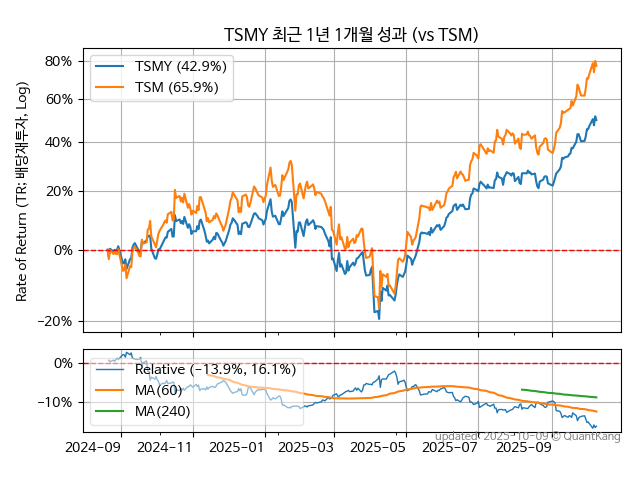 TSMY 최근 1년 1개월 성과 (vs TSM)
Rate of Return (TR: 배당재투자, Log)
80%
60%
40%
20%
0%
−20%
TSMY (42.9%)
TSM (65.9%)
0%
−10%
Relative (−13.9%, 16.1%)
MA(60)
MA(240)
2024-09 2024-11 2025-01 2025-03 2025-05 2025-07 2025-09
updated: 2025-10-09 © QuantKang